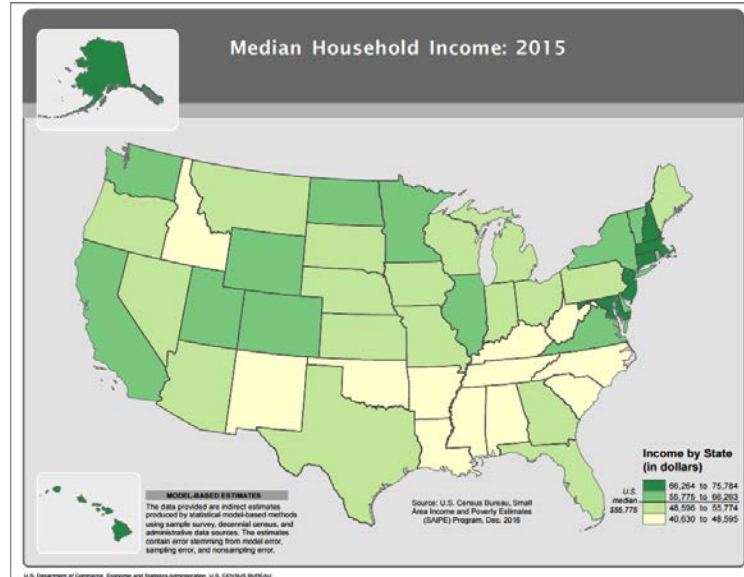 Median Household Income: 2015
Income by State
(in dollars)
66,264 to 75,784
55,775 to 66,263
U.S.
median
$55,775
48,596 to 55,774
40,630 to 48,595
MODEL-BASED ESTIMATES
The data provided are indirect estimates
produced by statistical model-based methods
using sample survey, decennial census, and
administrative data sources. The estimates
contain error stemming from model error,
sampling error, and nonsampling error.
Source: U.S. Census Bureau, Small
Area Income and Poverty Estimates
(SAIPE) Program, Dec. 2016
U.S. Department of Commerce Economic and Statistics Administration U.S. CENSUS BUREAU